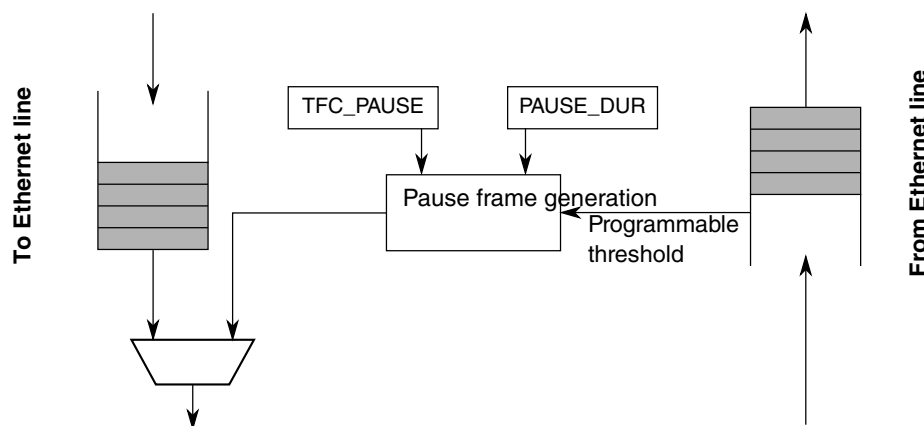 To Ethernet line
TFC_PAUSE
PAUSE_DUR
Pause frame generation
Programmable
threshold
From Ethernet line